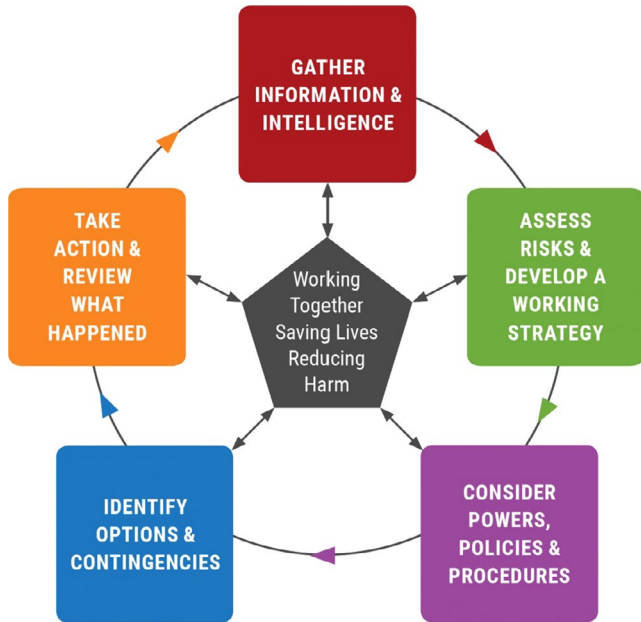 GATHER
INFORMATION &
INTELLIGENCE
ASSESS
RISKS &
DEVELOP A
WORKING
STRATEGY
CONSIDER
POWERS,
POLICIES &
PROCEDURES
IDENTIFY
OPTIONS &
CONTINGENCIES
TAKE
ACTION &
REVIEW
WHAT
HAPPENED
Working
Together
Saving Lives
Reducing
Harm